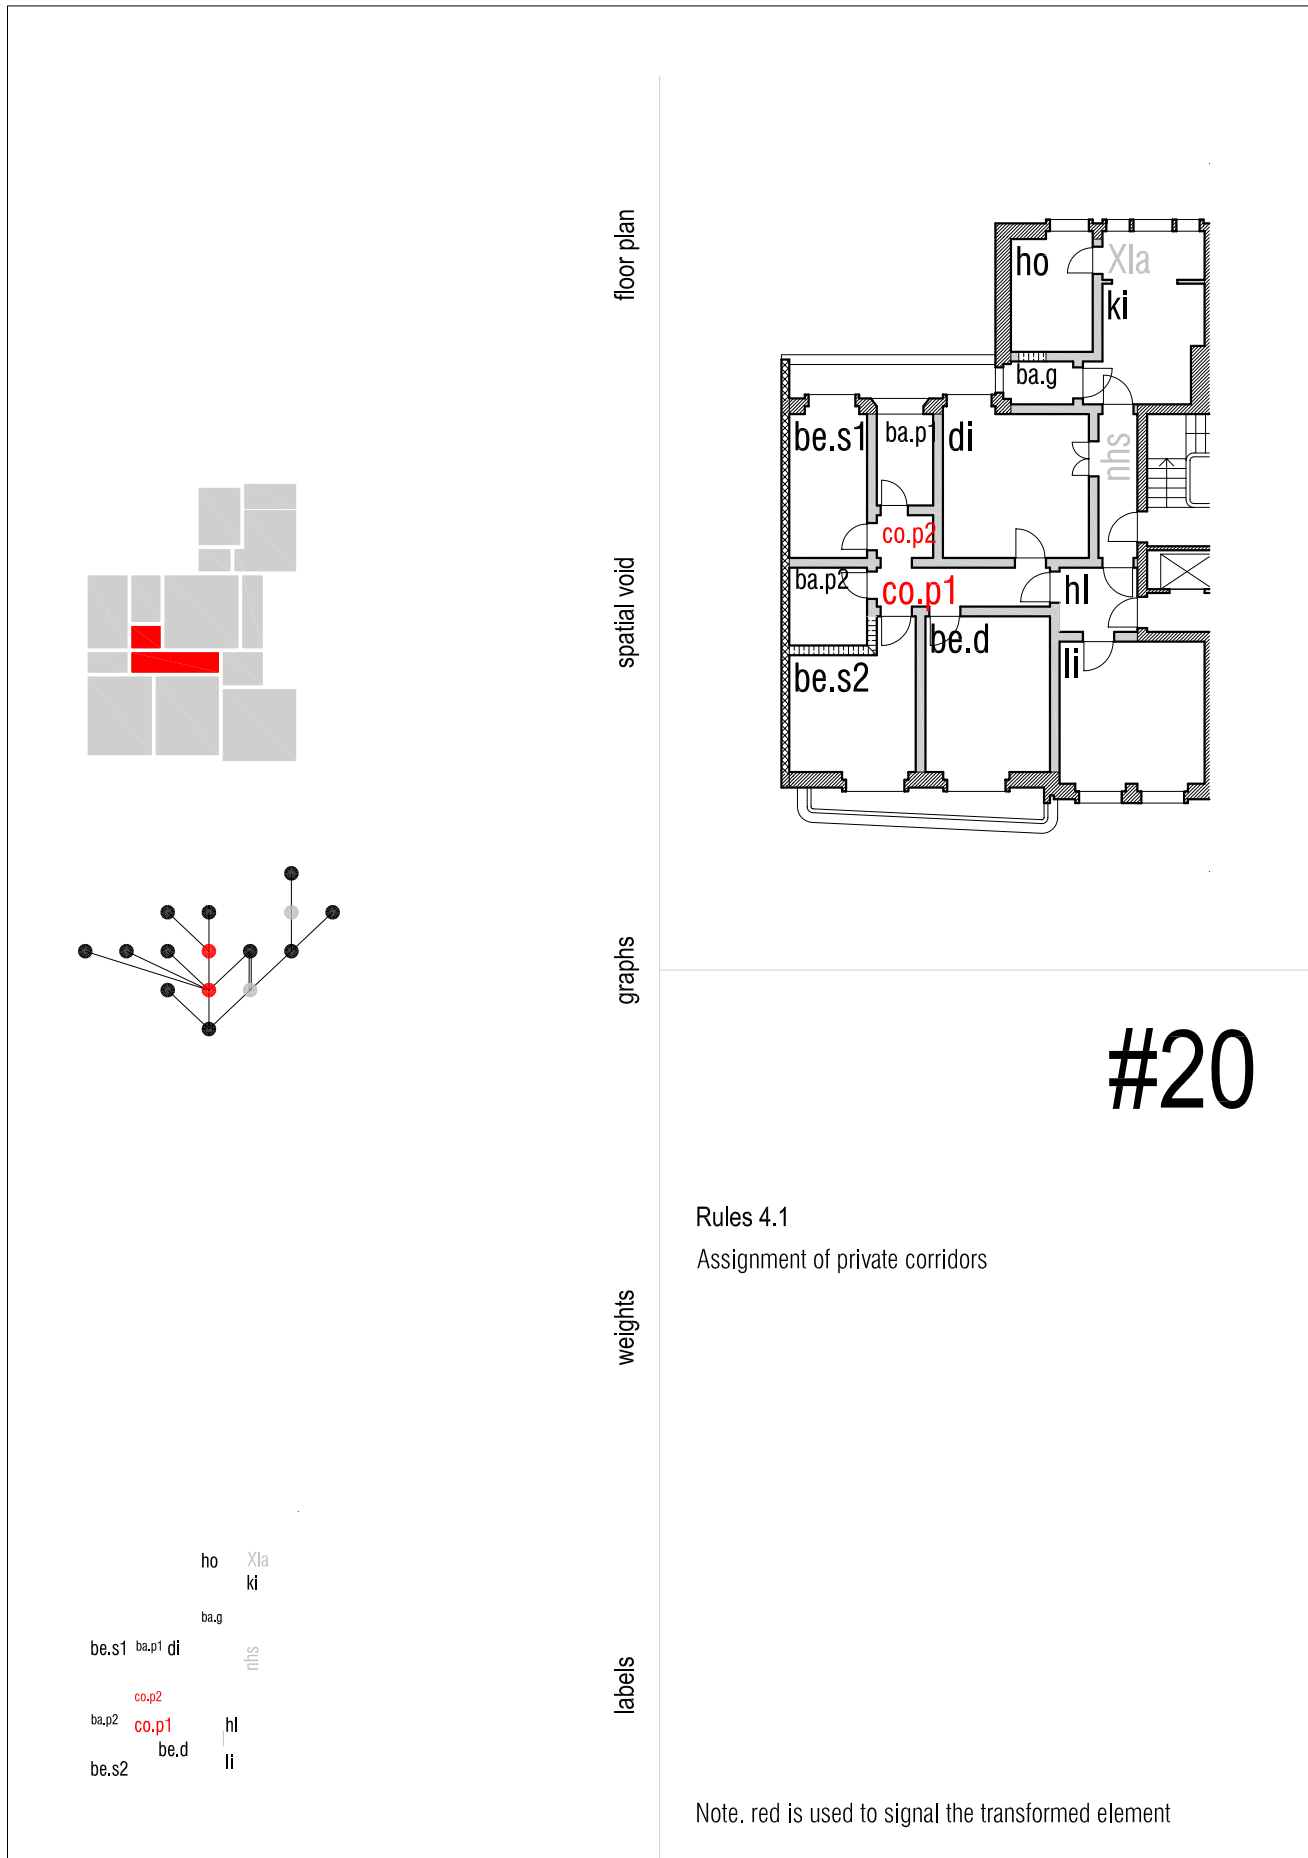 floor plan
ho
Xla
ki
ba.g
be.s1
ba.p1
di
nhs
co.p2
ba.p2
co.p1
hl
be.d
li
be.s2
spatial void
graphs
#20
Rules 4.1
Assignment of private corridors
weights
labels
ho
Xla
ki
ba.g
be.s1
ba.p1
di
nhs
co.p2
ba.p2
co.p1
hl
be.d
li
be.s2
Note. red is used to signal the transformed element